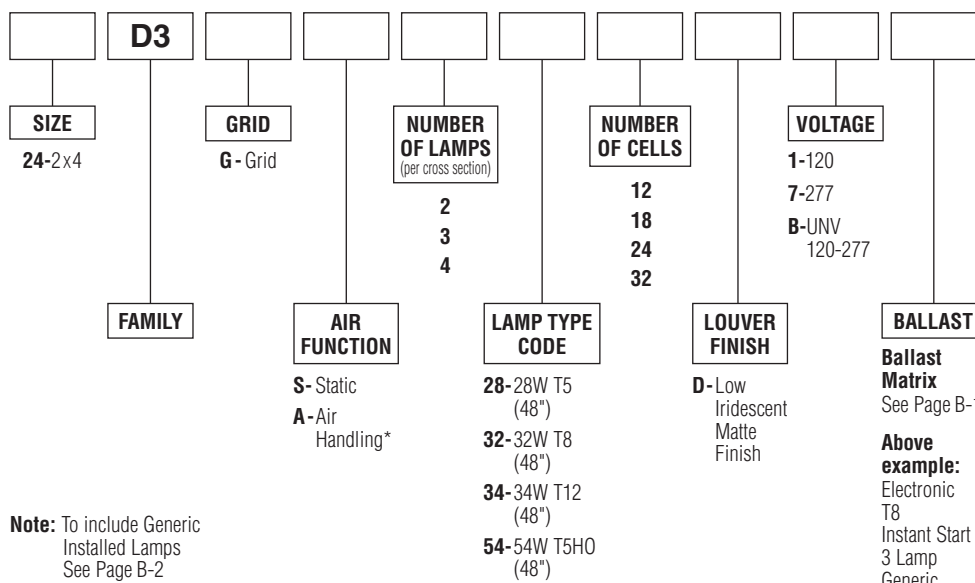 D3
SIZE
24-2x4
GRID
G - Grid
NUMBER
OF LAMPS
(per cross section)
2
3
4
NUMBER
OF CELLS
12
18
24
32
VOLTAGE
1-120
7-277
B-UNV
120-277
FAMILY
AIR
FUNCTION
S- Static
A-Air
Handling*
LAMP TYPE
CODE
28-28W T5
(48")
32-32W T8
(48")
34-34W T12
(48")
54-54W T5HO
(48")
LOUVER
FINISH
D-Low
Iridescent
Matte
Finish
BALLAST
Ballast
Matrix
See Page B-
Above
example:
Electronic
T8
Instant Start
3 Lamp
Generic
Note: To include Generic
Installed Lamps
See Page B-2